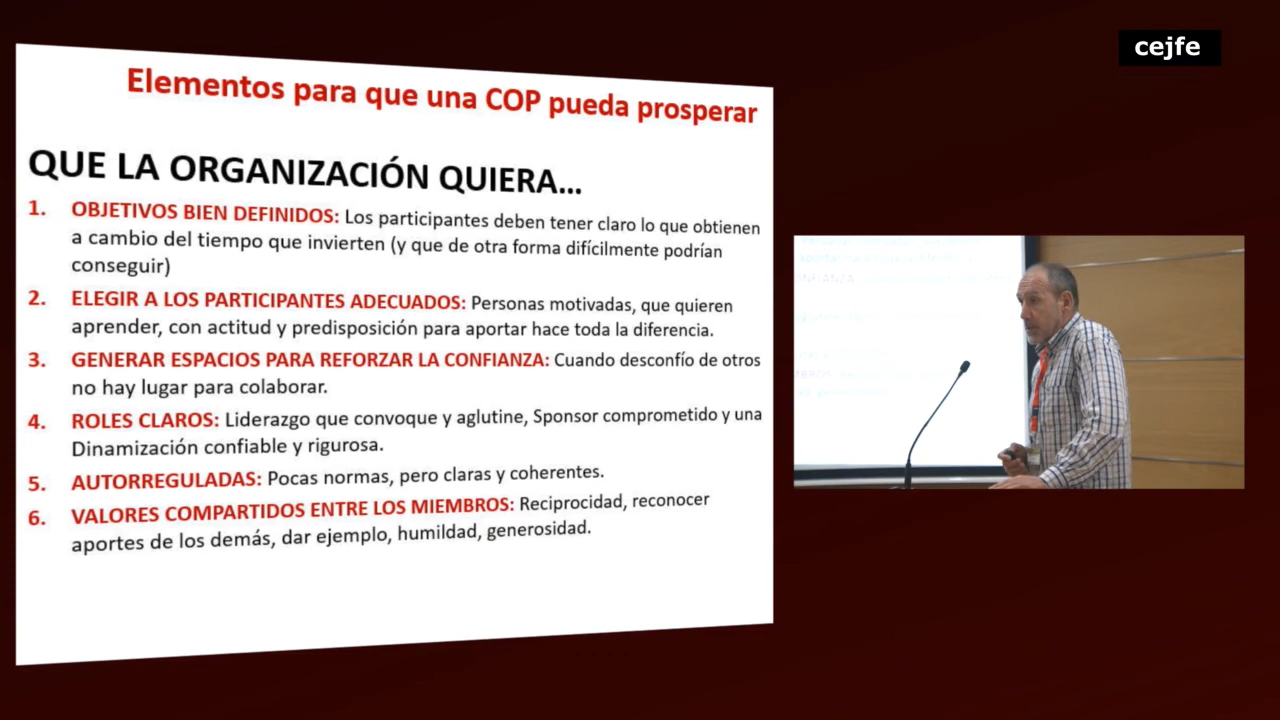 cejfe
Elementos para que una COP pueda prosperar
QUE LA ORGANIZACIÓN QUIERA...
1. OBJETIVOS BIEN DEFINIDOS: Los participantes deben tener claro lo que obtienen
a cambio del tiempo que invierten (y que de otra forma difícilmente podrían
conseguir)
2. ELEGIR A LOS PARTICIPANTES ADECUADOS: Personas motivadas, que quieren
aprender, con actitud y predisposición para aportar hace toda la diferencia.
3. GENERAR ESPACIOS PARA REFORZAR LA CONFIANZA: Cuando desconfío de otros
no hay lugar para colaborar.
4. ROLES CLAROS: Liderazgo que convoque y aglutine, Sponsor comprometido y una
Dinamización confiable y rigurosa.
5. AUTORREGULADAS: Pocas normas, pero claras y coherentes.
6. VALORES COMPARTIDOS ENTRE LOS MIEMBROS: Reciprocidad, reconocer
aportes de los demás, dar ejemplo, humildad, generosidad.